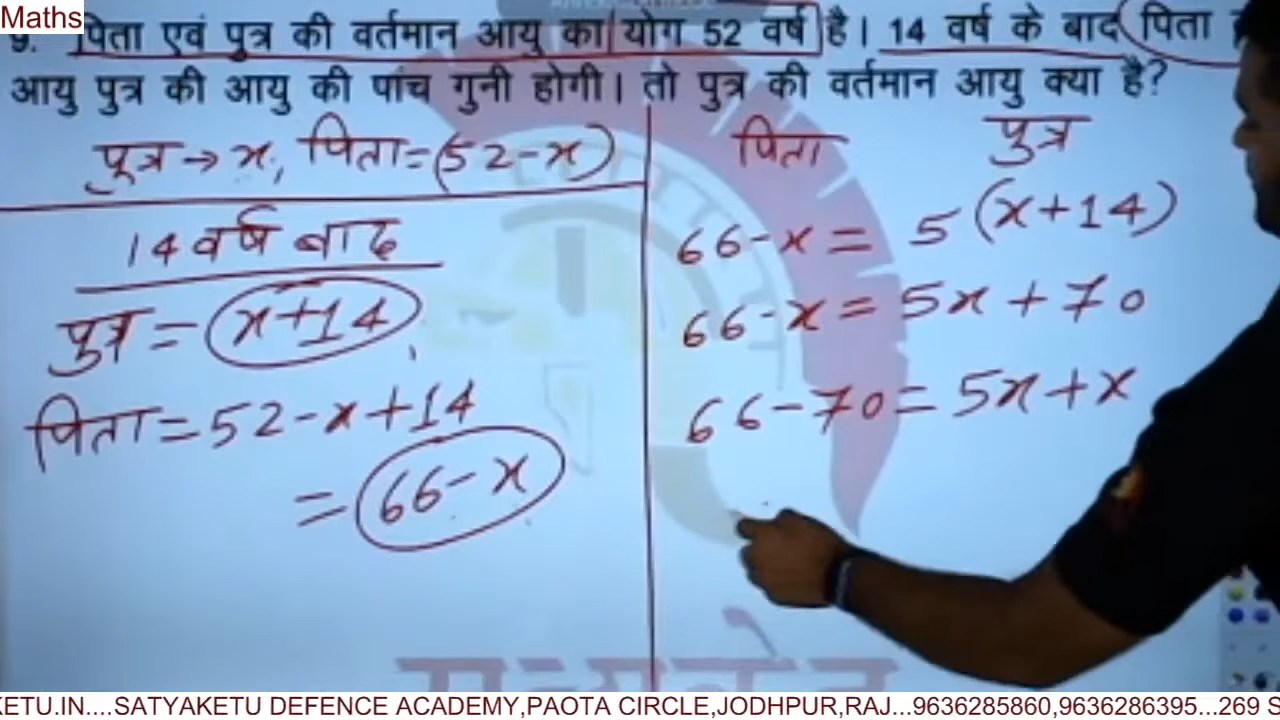 Maths
9. पिता एवं पुत्र की वर्तमान आयु का योग 52 वर्ष है। 14 वर्ष के बाद पिता
आयु पुत्र की आयु की पांच गुनी होगी। तो पुत्र की वर्तमान आयु क्या है?
पुत्र → x, पिता = (52-x)
14 वर्ष बाद
पुत्र = x+14,
पिता = 52-x+14
= 66-x
पिता पुत्र
66-x = 5(x+14)
66-x = 5x+70
66-70 = 5x+x
KETU.IN....SATYAKETU DEFENCE ACADEMY,PAOTA CIRCLE,JODHPUR,RAJ...9636285860,9636286395...269 S